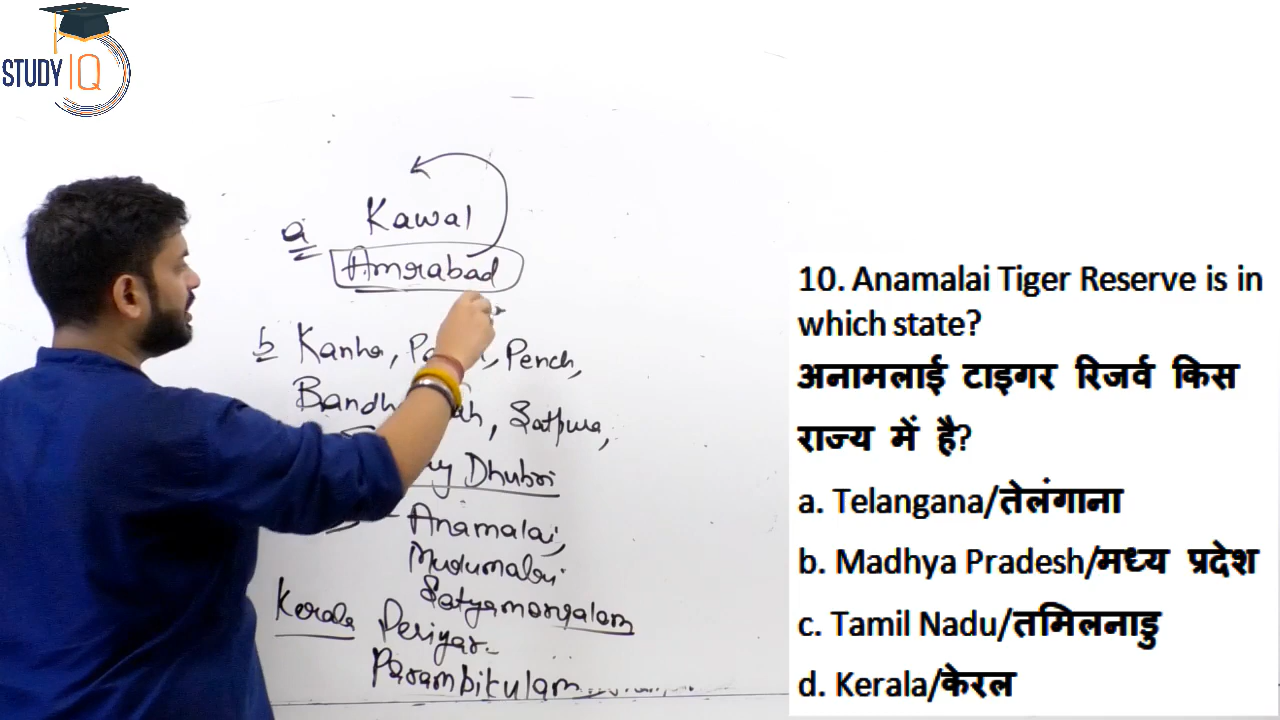 STUDY IQ
Kawal
a
Amrabad
b Kanha, Pench,
Satpura,
Dhubri
Anamalai,
Mudumalai
Satyamangalam
Kerala Periyar
Parambikulam
10. Anamalai Tiger Reserve is in
which state?
अनामलाई टाइगर रिजर्व किस
राज्य में है?
a. Telangana/तेलंगाना
b. Madhya Pradesh/मध्य प्रदेश
c. Tamil Nadu/तमिलनाडु
d. Kerala/केरल